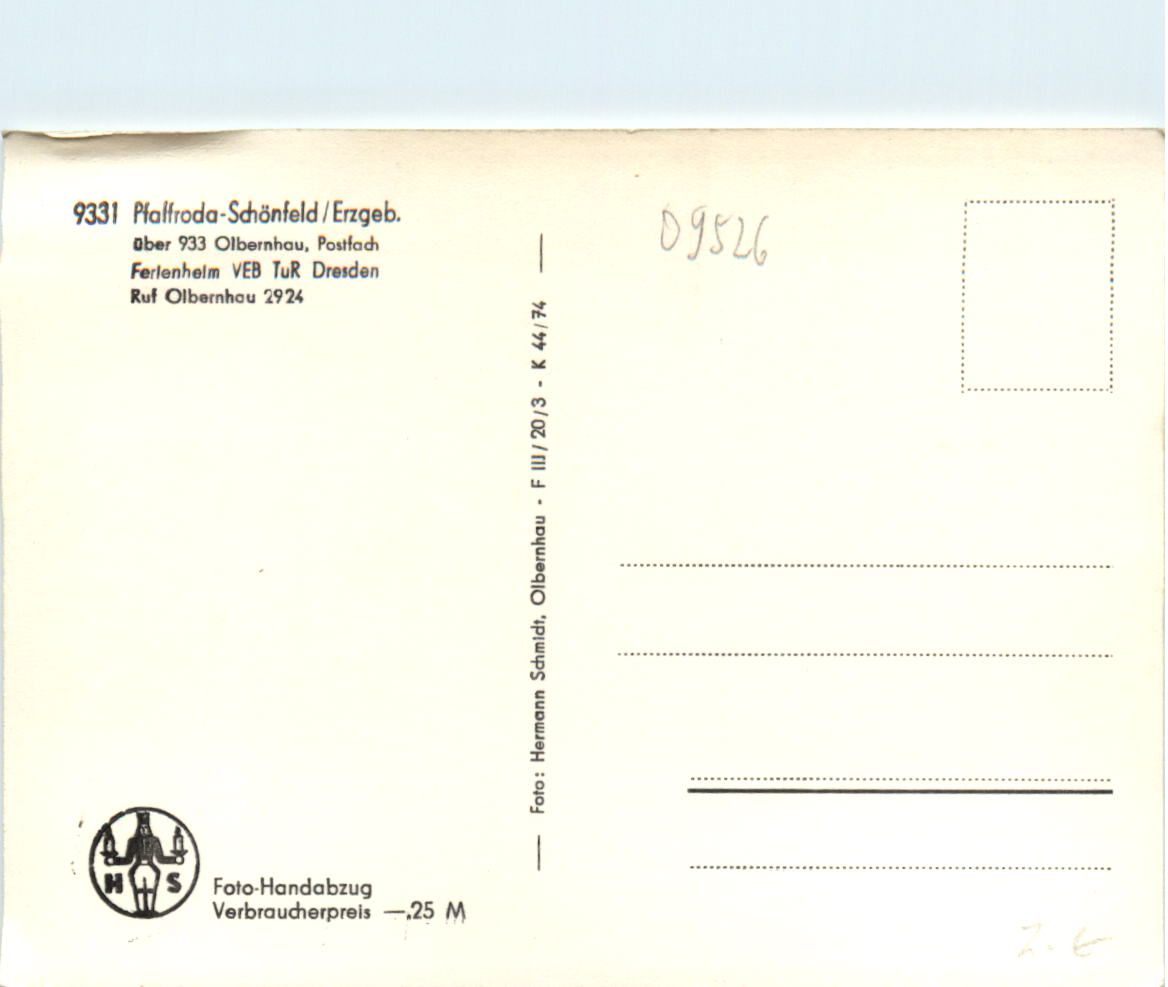 9331 Pfaffroda-Schönfeld/Erzgeb.
über 933 Olbernhau, Postfach
Ferienheim VEB TuR Dresden
Ruf Olbernhau 2924
09526
Foto: Hermann Schmidt, Olbernhau - F III/20/3 - K 44/74
H S
Foto-Handabzug
Verbraucherpreis —,25 M